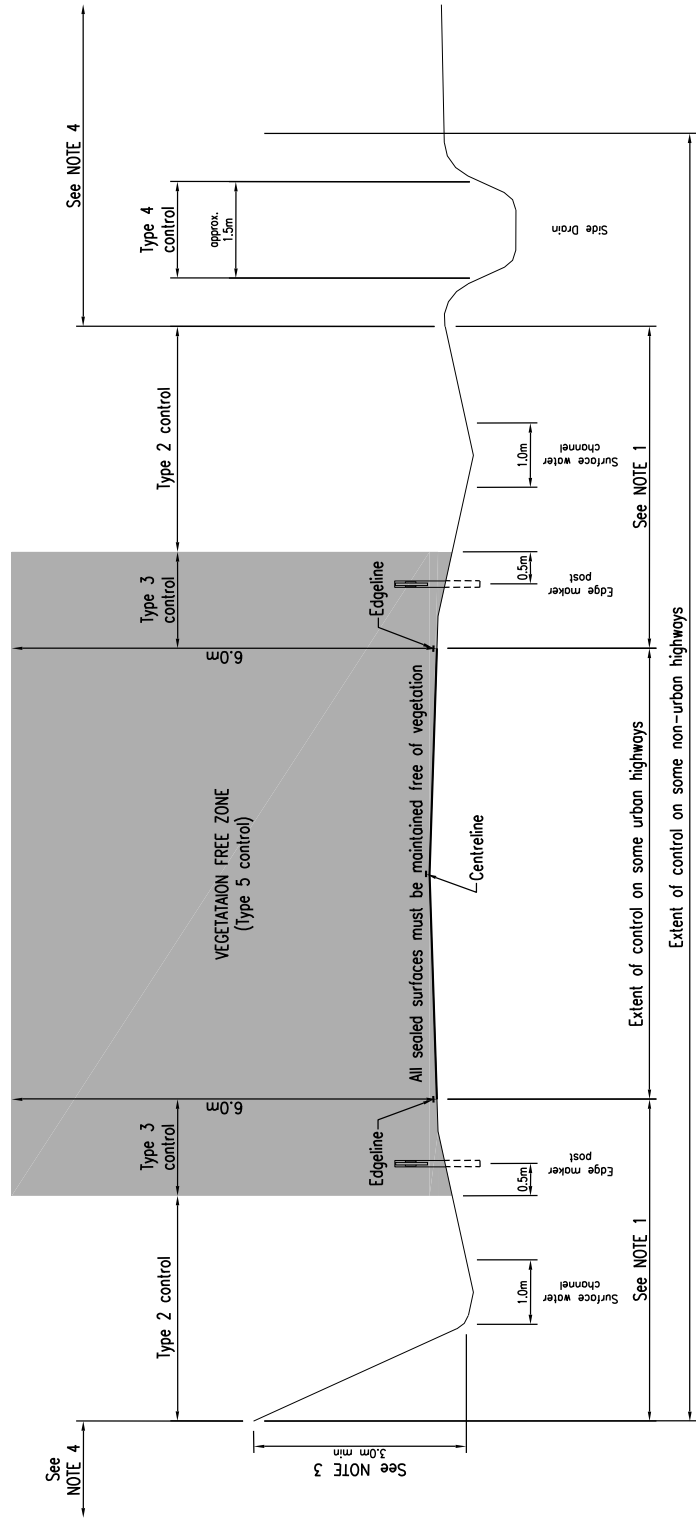 See
NOTE 4
See NOTE 4
Type 2 control
Type 3
control
Type 3
control
Type 2 control
Type 4
control
approx.
1.5m
VEGETATAION FREE ZONE
(Type 5 control)
6.0m
6.0m
See NOTE 3
3.0m min
Edgeline
All sealed surfaces must be maintained free of vegetation
Edgeline
Centreline
1.0m
Surface water
channel
0.5m
Edge maker
post
0.5m
Edge maker
post
1.0m
Surface water
channel
Side Drain
See NOTE 1
Extent of control on some urban highways
See NOTE 1
Extent of control on some non-urban highways